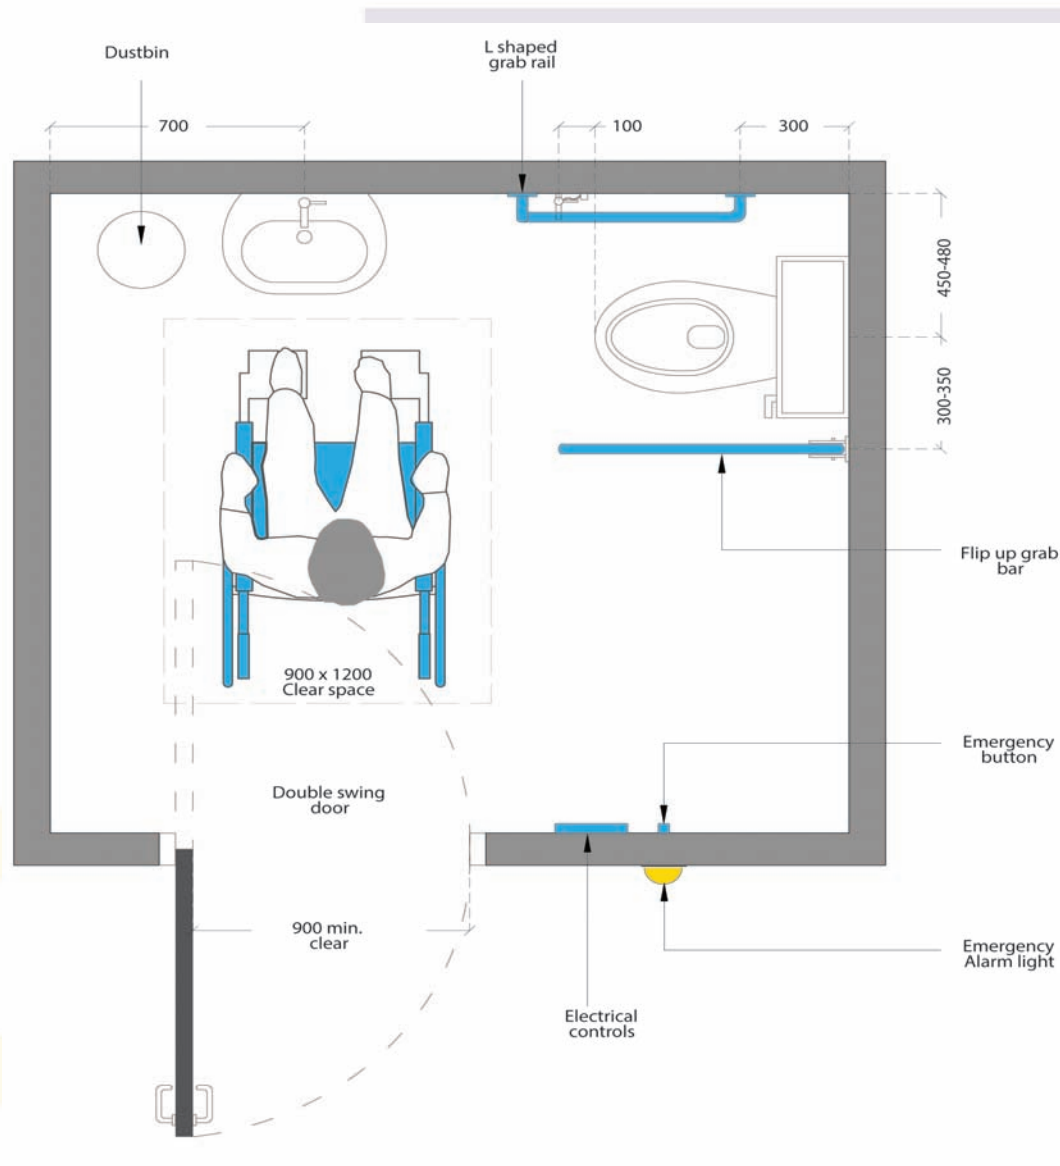 Dustbin
L shaped
grab rail
700
100
300
450-480
300-350
Flip up grab
bar
900 x 1200
Clear space
Emergency
button
Double swing
door
900 min.
clear
Emergency
Alarm light
Electrical
controls